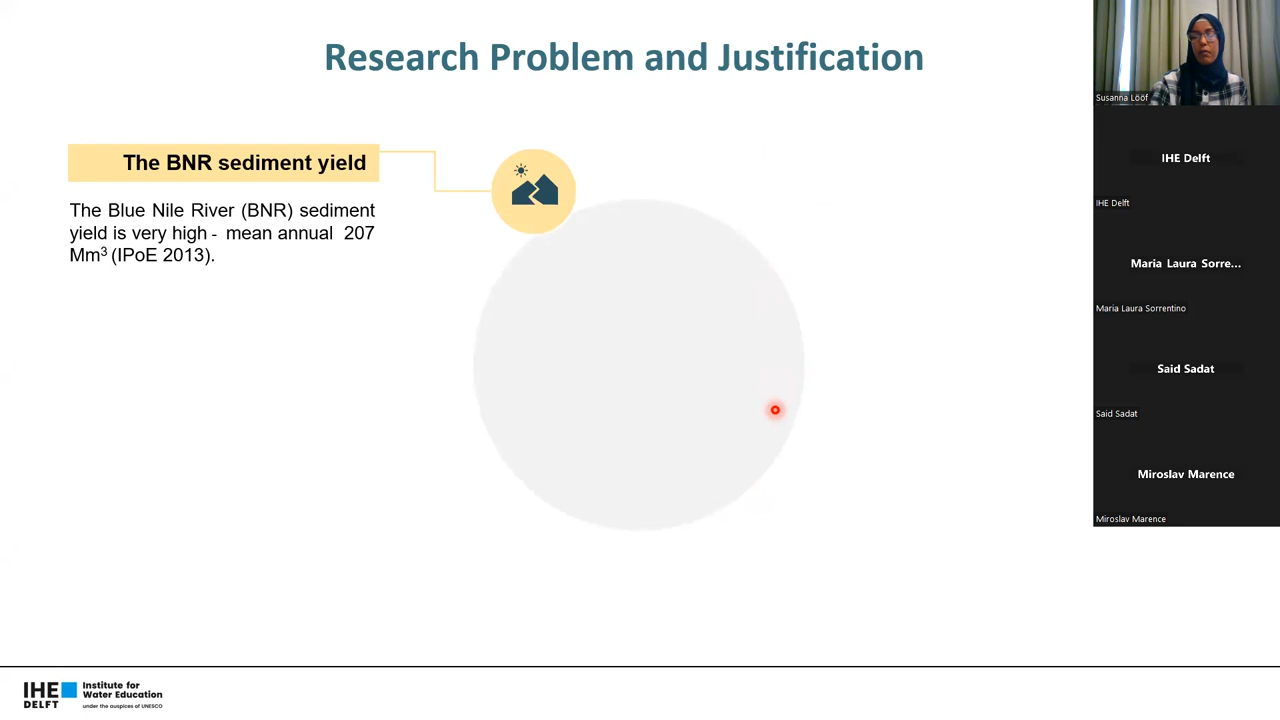 Research Problem and Justification
The BNR sediment yield
The Blue Nile River (BNR) sediment
yield is very high - mean annual 207
Mm³ (IPoE 2013).
Susanna Lööf
IHE Delft
IHE Delft
Maria Laura Sorre...
Maria Laura Sorrentino
Said Sadat
Said Sadat
Miroslav Marence
Miroslav Marence
IHE
DELFT
Institute for
Water Education
under the auspices of UNESCO